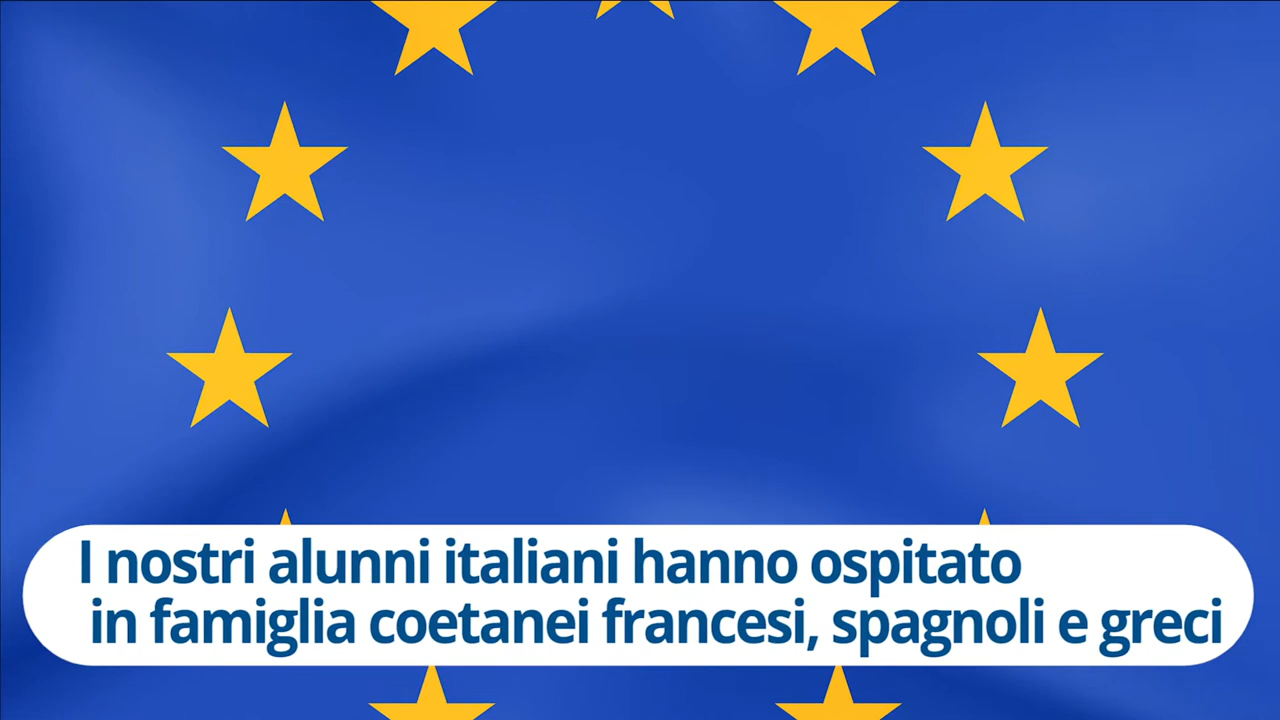 I nostri alunni italiani hanno ospitato
in famiglia coetanei francesi, spagnoli e greci